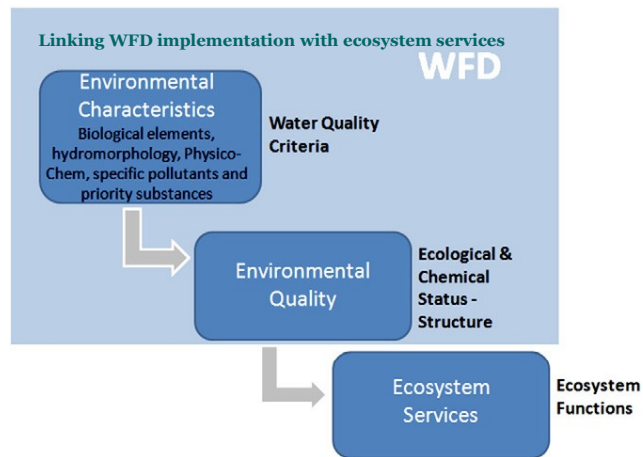 Linking WFD implementation with ecosystem services
WFD
Environmental
Characteristics
Biological elements,
hydromorphology, Physico-
Chem, specific pollutants and
priority substances
Water Quality
Criteria
Environmental
Quality
Ecological &
Chemical
Status -
Structure
Ecosystem
Services
Ecosystem
Functions